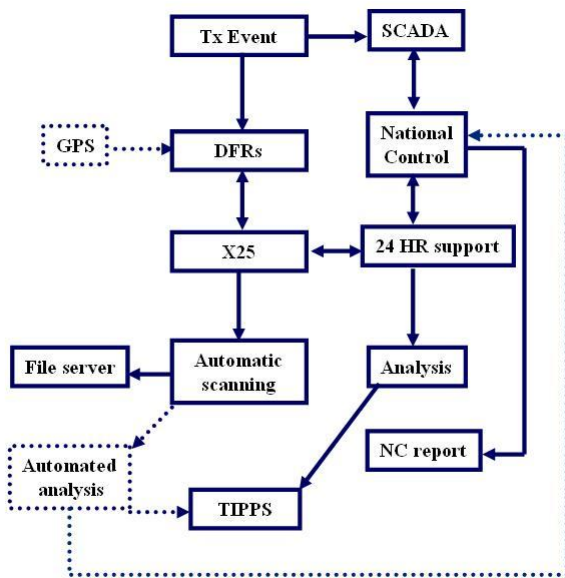 Tx Event
SCADA
GPS
DFRs
National
Control
X25
24 HR support
File server
Automatic
scanning
Analysis
Automated
analysis
NC report
TIPPS